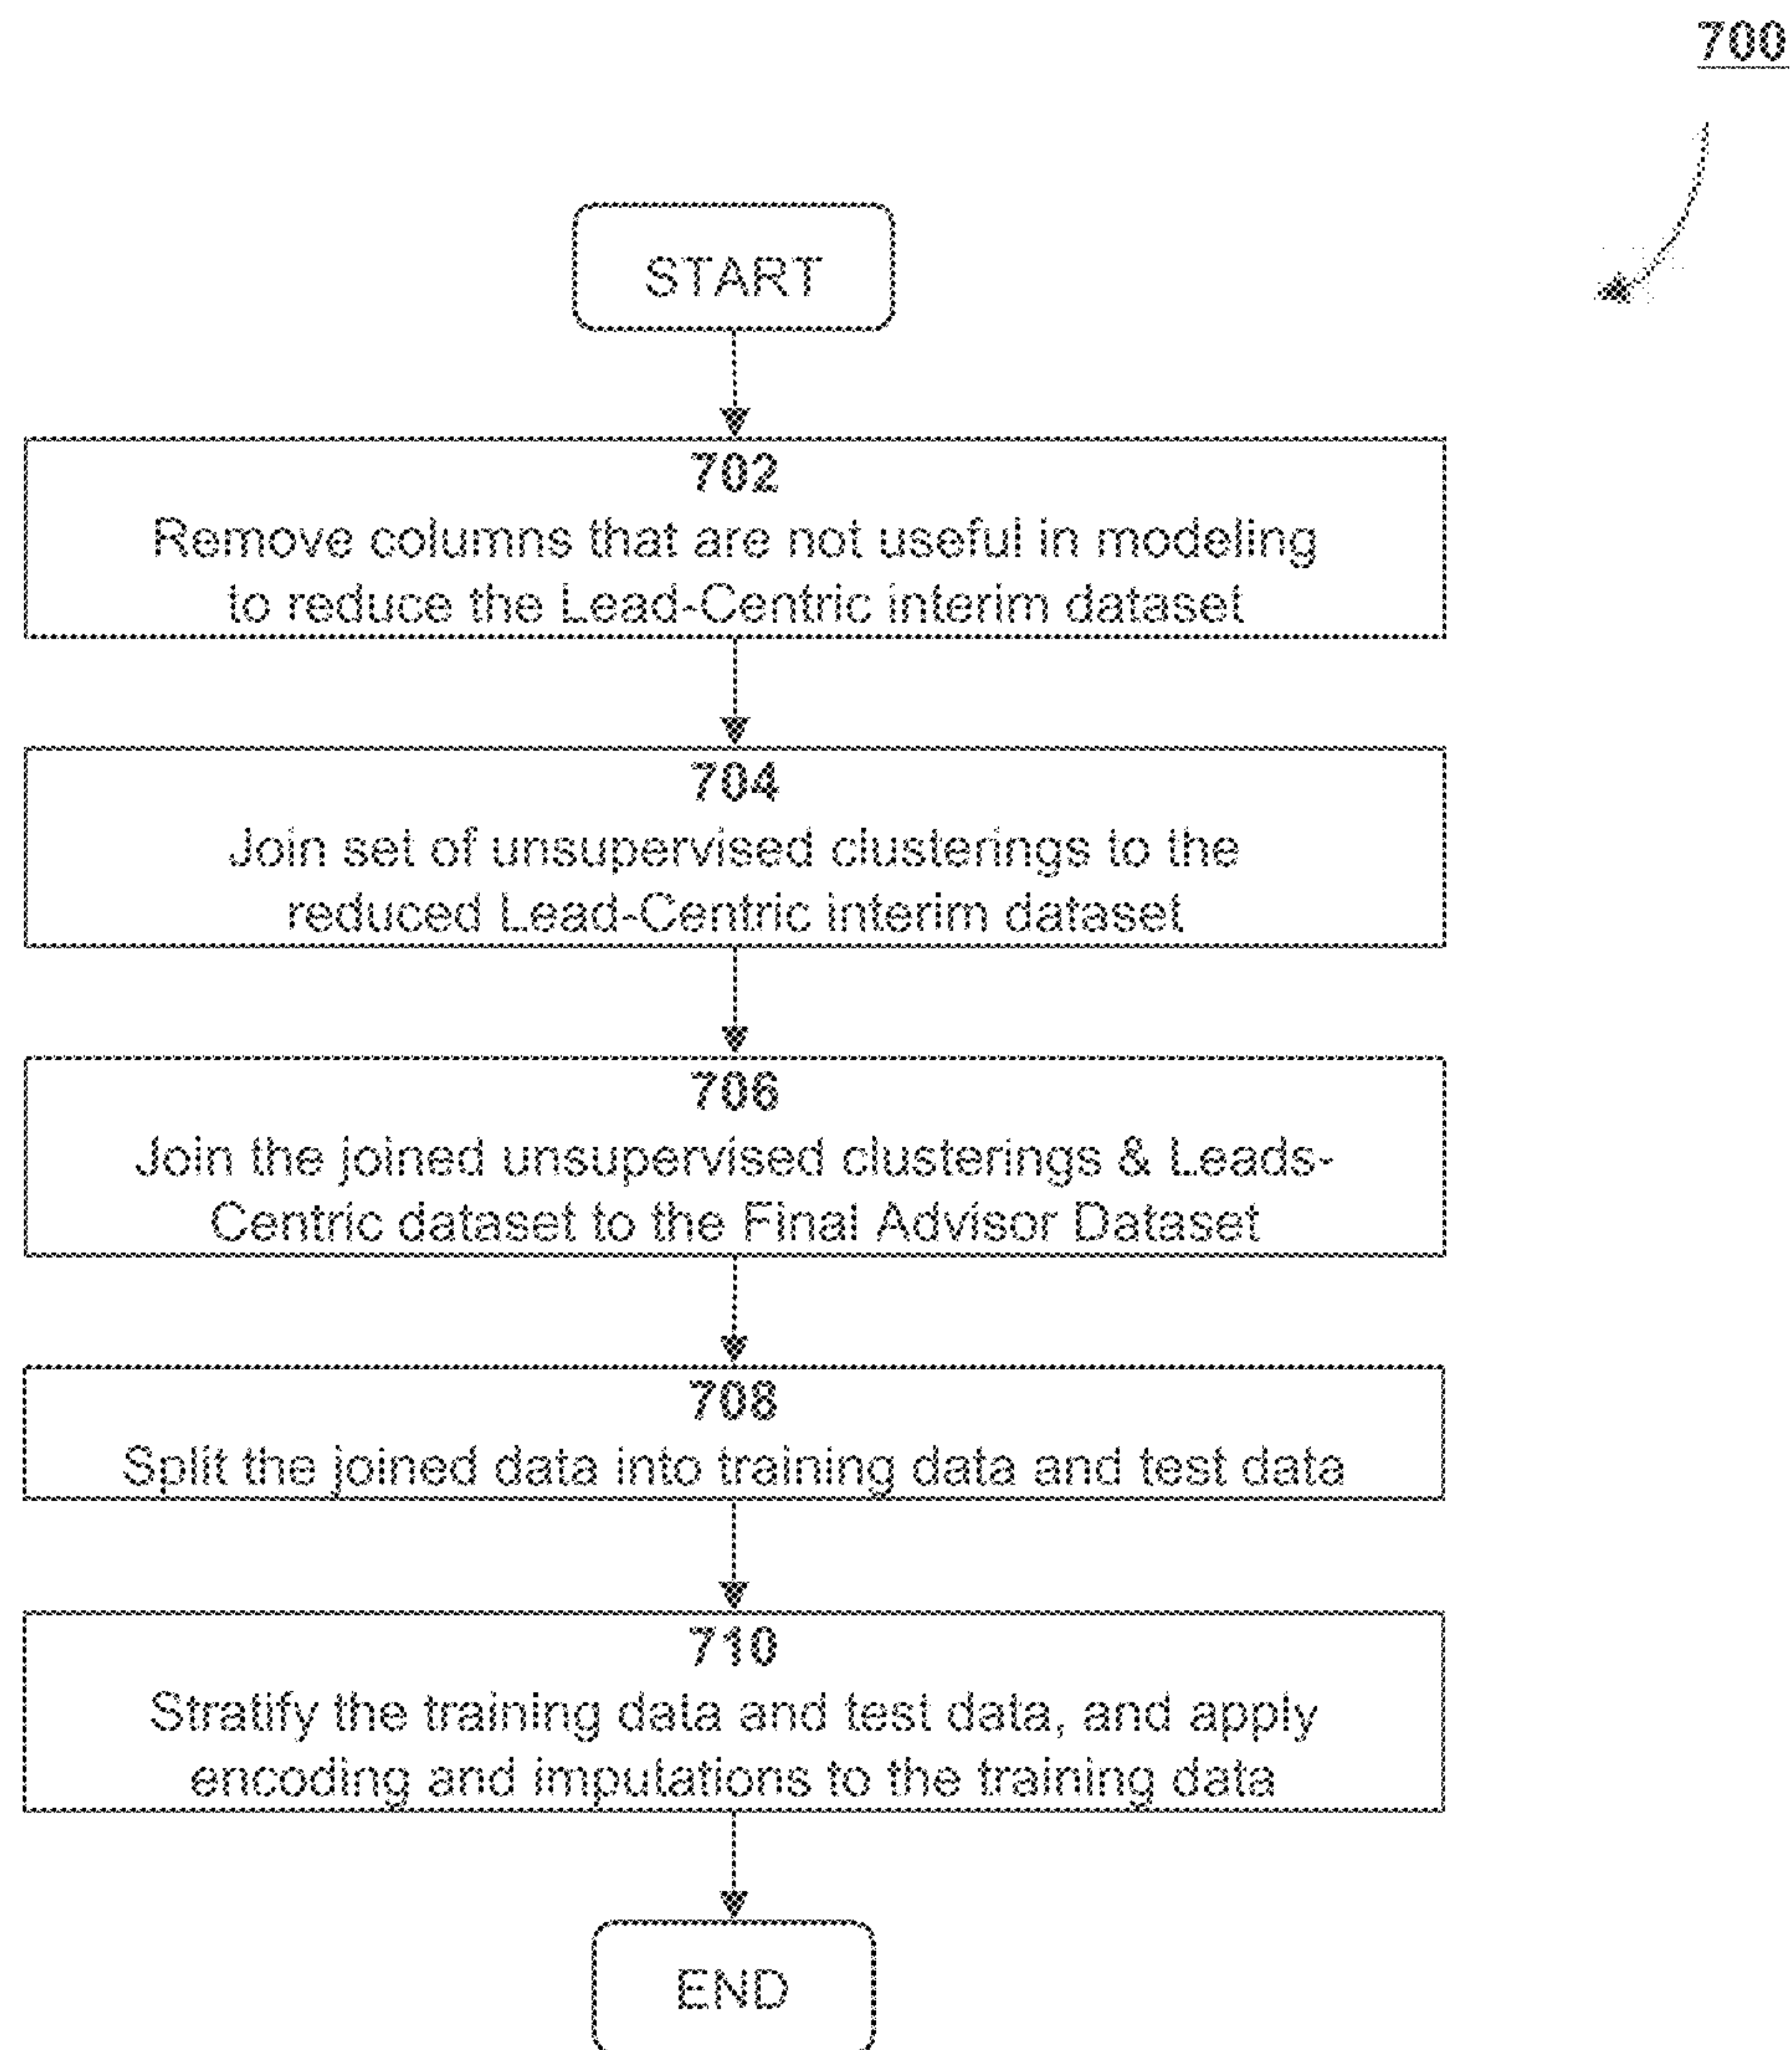 700
START
702
Remove columns that are not useful in modeling
to reduce the Lead-Centric interim dataset
704
Join set of unsupervised clusterings to the
reduced Lead-Centric interim dataset
706
Join the joined unsupervised clusterings & Leads-
Centric dataset to the Final Advisor Dataset
708
Split the joined data into training data and test data
710
Stratify the training data and test data, and apply
encoding and imputations to the training data
END